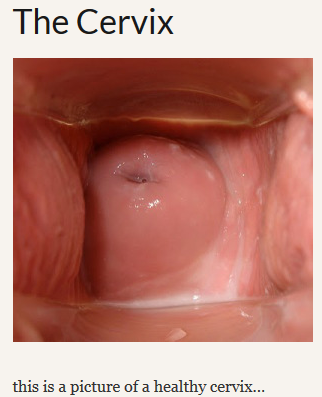 The Cervix
this is a picture of a healthy cervix...